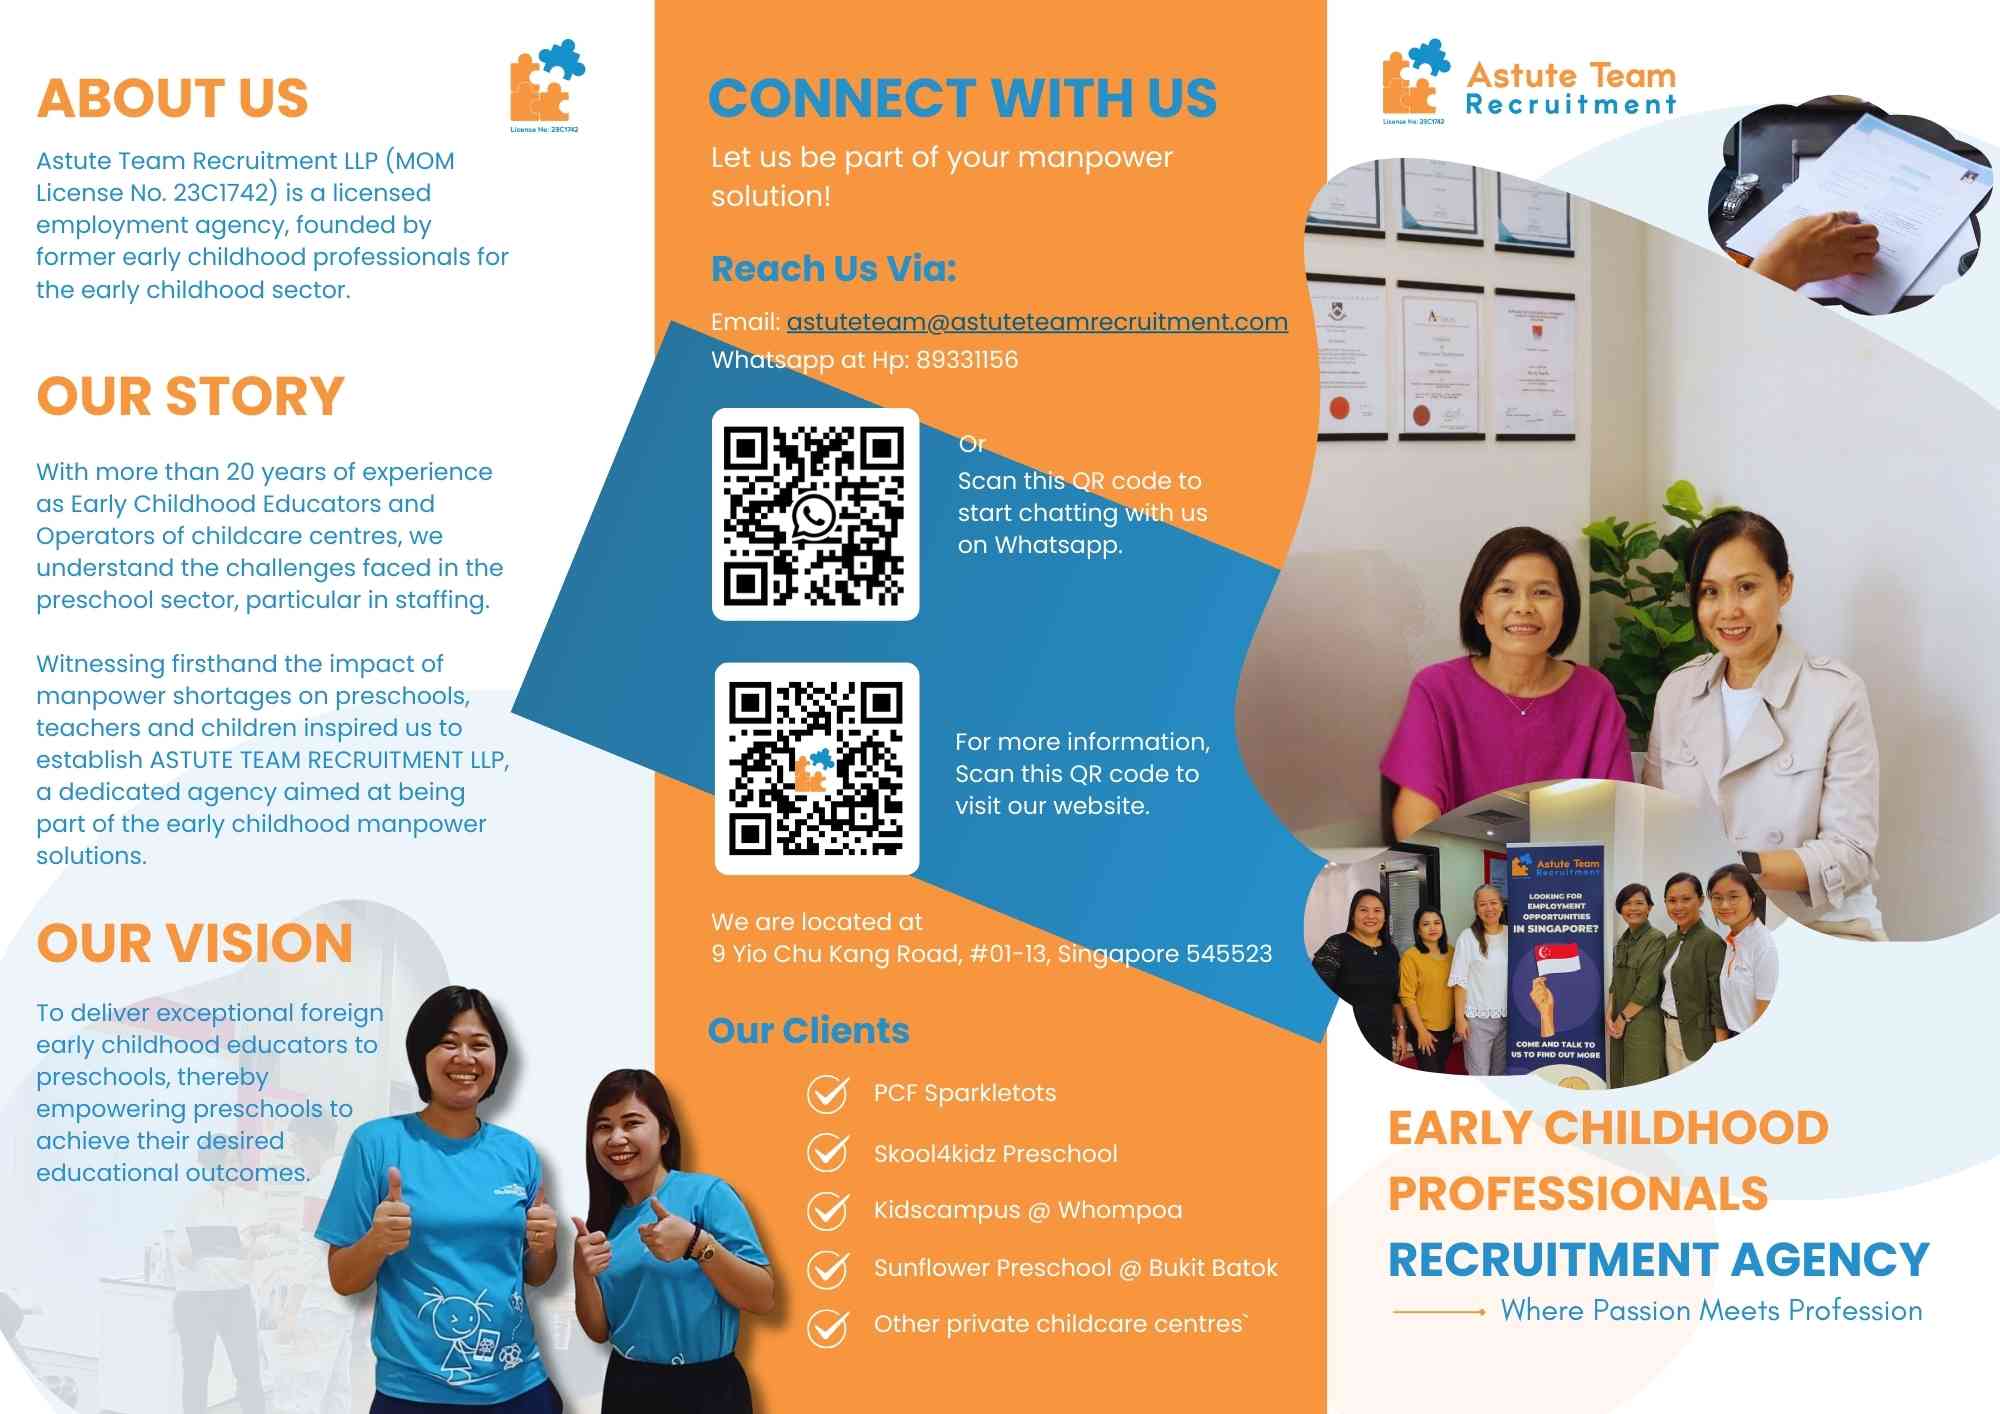 ABOUT US
License No: 23C1742
Astute Team Recruitment LLP (MOM
License No. 23C1742) is a licensed
employment agency, founded by
former early childhood professionals for
the early childhood sector.
OUR STORY
With more than 20 years of experience
as Early Childhood Educators and
Operators of childcare centres, we
understand the challenges faced in the
preschool sector, particular in staffing.
Witnessing firsthand the impact of
manpower shortages on preschools,
teachers and children inspired us to
establish ASTUTE TEAM RECRUITMENT LLP,
a dedicated agency aimed at being
part of the early childhood manpower
solutions.
OUR VISION
To deliver exceptional foreign
early childhood educators to
preschools, thereby
empowering preschools to
achieve their desired
educational outcomes.
CONNECT WITH US
Let us be part of your manpower
solution!
Reach Us Via:
Email: astuteteam@astuteteamrecruitment.com
Whatsapp at Hp: 89331156
Or
Scan this QR code to
start chatting with us
on Whatsapp.
For more information,
Scan this QR code to
visit our website.
We are located at
9 Yio Chu Kang Road, #01-13, Singapore 545523
Our Clients
PCF Sparkletots
Skool4kidz Preschool
Kidscampus @ Whompoa
Sunflower Preschool @ Bukit Batok
Other private childcare centres`
License No: 23C1742
Astute Team
Recruitment
Astute Team
Recruitment
LOOKING FOR
EMPLOYMENT
OPPORTUNITIES
IN SINGAPORE?
COME AND TALK TO
US TO FIND OUT MORE
EARLY CHILDHOOD
PROFESSIONALS
RECRUITMENT AGENCY
Where Passion Meets Profession